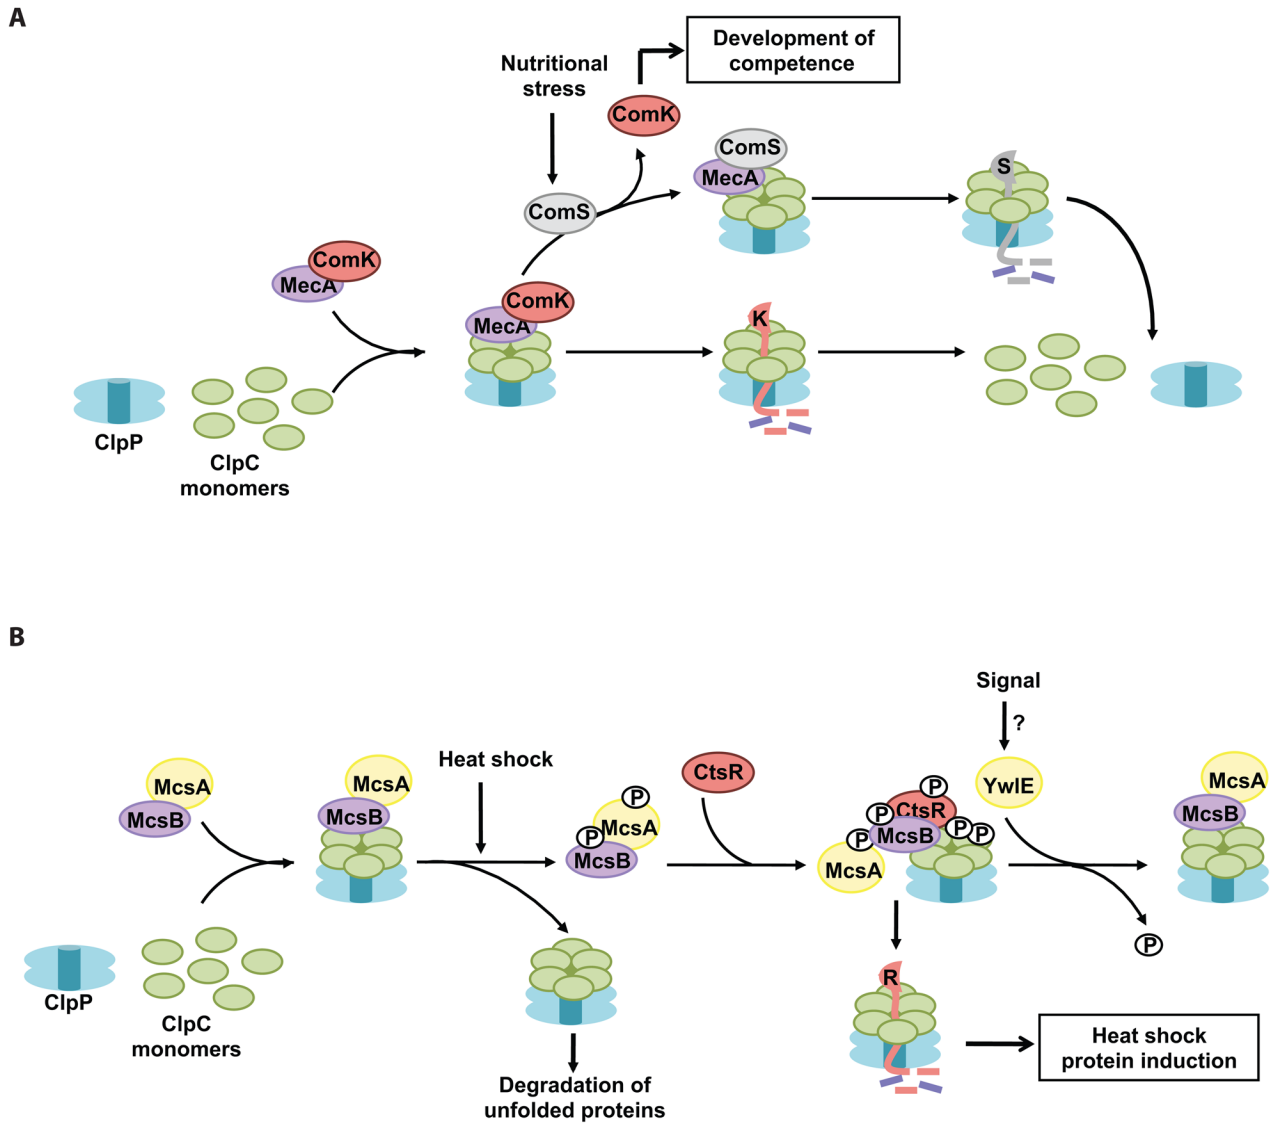 A
Nutritional
stress
Development of
competence
ComK
ComS
MecA
S
ComS
ComK
MecA
ComK
MecA
K
ClpP
ClpC
monomers
B
Signal
?
Heat shock
CtsR
YwlE
McsA
McsB
McsA
McsB
P
P
McsA
McsB
P
P
CtsR
P
P
P
McsB
McsA
McsA
McsB
P
ClpP
ClpC
monomers
R
Degradation of
unfolded proteins
Heat shock
protein induction